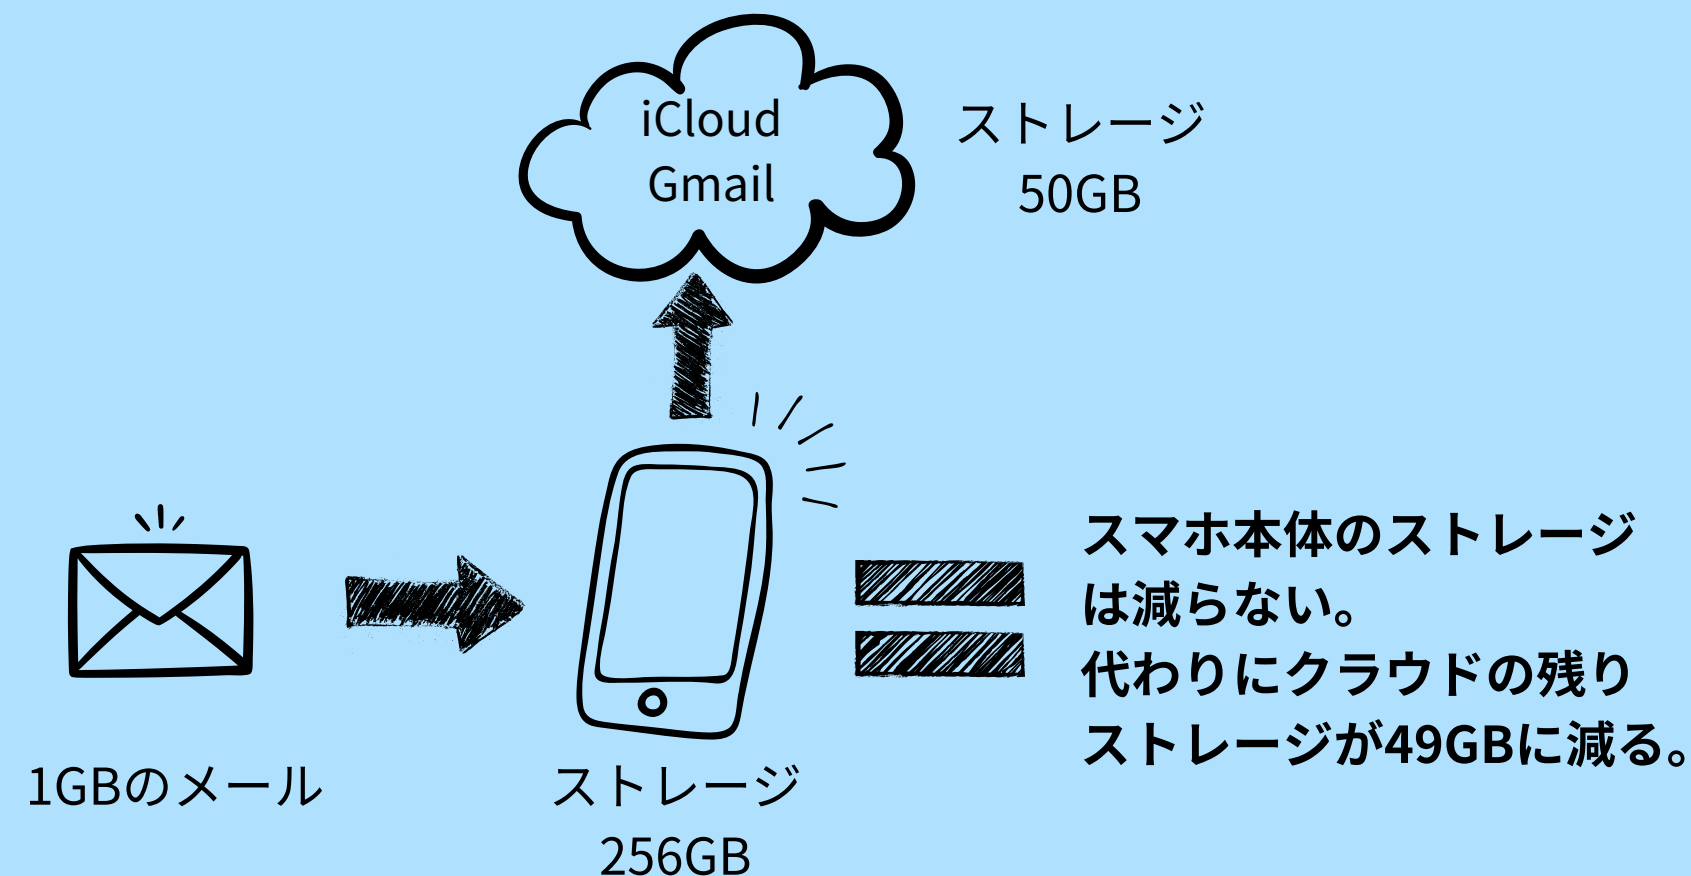 iCloud
Gmail
ストレージ
50GB
1GBのメール
ストレージ
256GB
スマホ本体のストレージ
は減らない。
代わりにクラウドの残り
ストレージが49GBに減る。